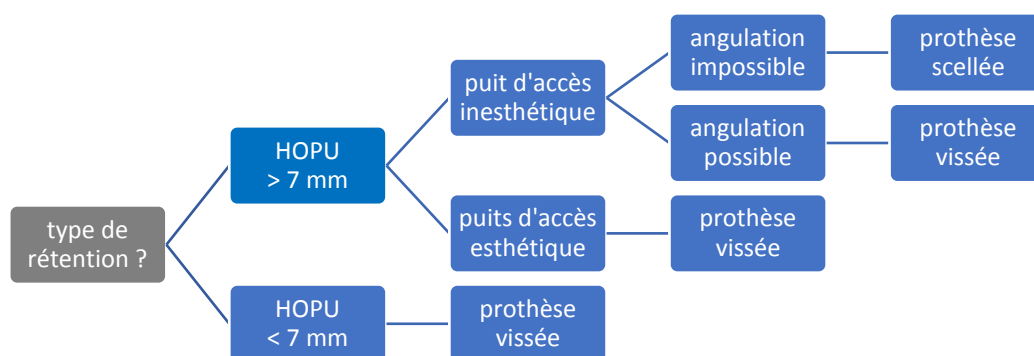 type de
rétention ?
HOPU
> 7 mm
puit d'accès
inesthétique
angulation
impossible
prothèse
scellée
angulation
possible
prothèse
vissée
puits d'accès
esthétique
prothèse
vissée
HOPU
< 7 mm
prothèse
vissée